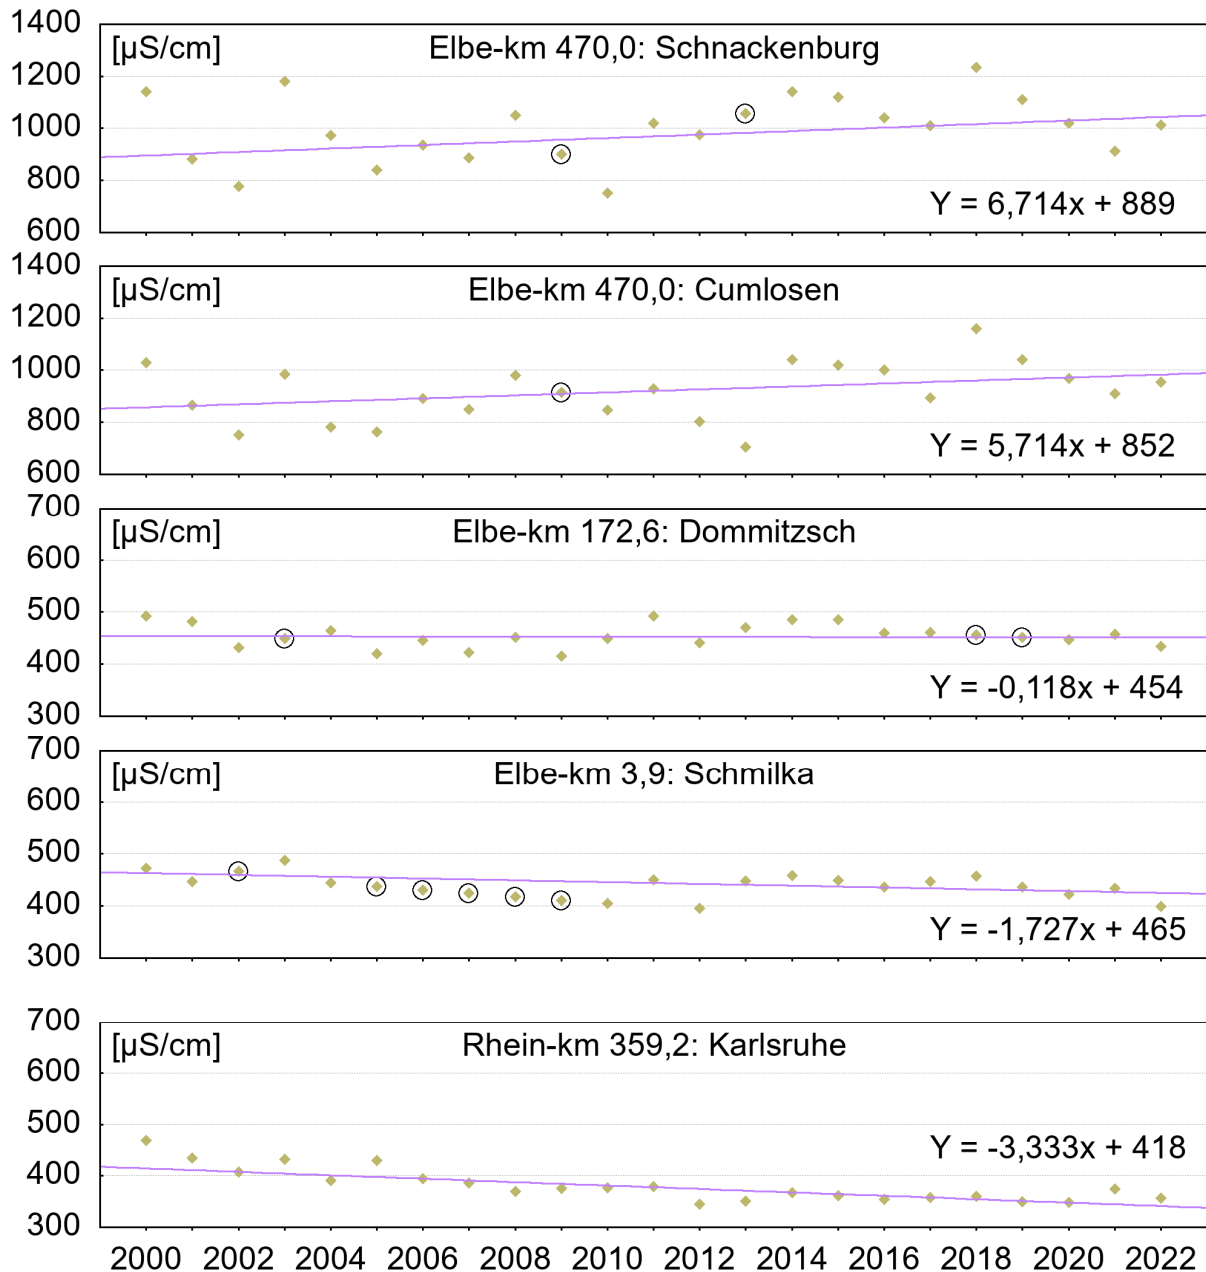 1400
[µS/cm] Elbe-km 470,0: Schnackenburg
1200
1000
800
Y = 6,714x + 889
600
1400
[µS/cm] Elbe-km 470,0: Cumlosen
1200
1000
800
Y = 5,714x + 852
600
700
[µS/cm] Elbe-km 172,6: Dommitzsch
600
500
400
Y = -0,118x + 454
300
700
[µS/cm] Elbe-km 3,9: Schmilka
600
500
400
Y = -1,727x + 465
300
700
[µS/cm] Rhein-km 359,2: Karlsruhe
600
500
Y = -3,333x + 418
400
300
2000 2002 2004 2006 2008 2010 2012 2014 2016 2018 2020 2022